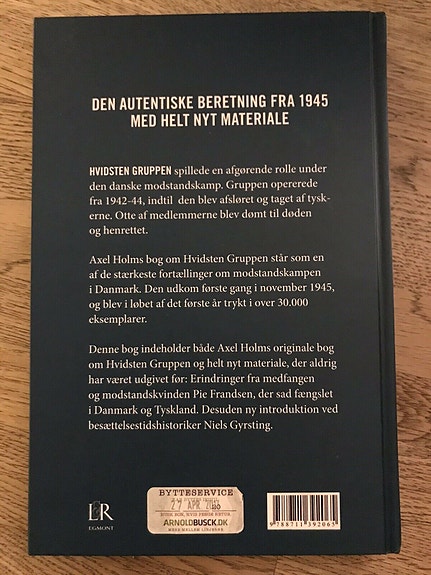 DEN AUTENTISKE BERETNING FRA 1945
MED HELT NYT MATERIALE
HVIDSTEN GRUPPEN spillede en afgørende rolle under
den danske modstandskamp. Gruppen opererede
fra 1942-44, indtil den blev afsløret og taget af tysk-
erne. Otte af medlemmerne blev dømt til døden
og henrettet.
Axel Holms bog om Hvidsten Gruppen står som en
af de stærkeste fortællinger om modstandskampen
i Danmark. Den udkom første gang i november 1945,
og blev i løbet af det første år trykt i over 30.000
eksemplarer.
Denne bog indeholder både Axel Holms originale bog
om Hvidsten Gruppen og helt nyt materiale, der aldrig
har været udgivet før: Erindringer fra medfangen
og modstandskvinden Pie Frandsen, der sad fængslet
i Danmark og Tyskland. Desuden ny introduktion ved
besættelsestidshistoriker Niels Gyrsting.
L&R
EGMONT
BYTTESERVICE
27 APR.
ARNOLDBUSCK.DK
9 788711 392065